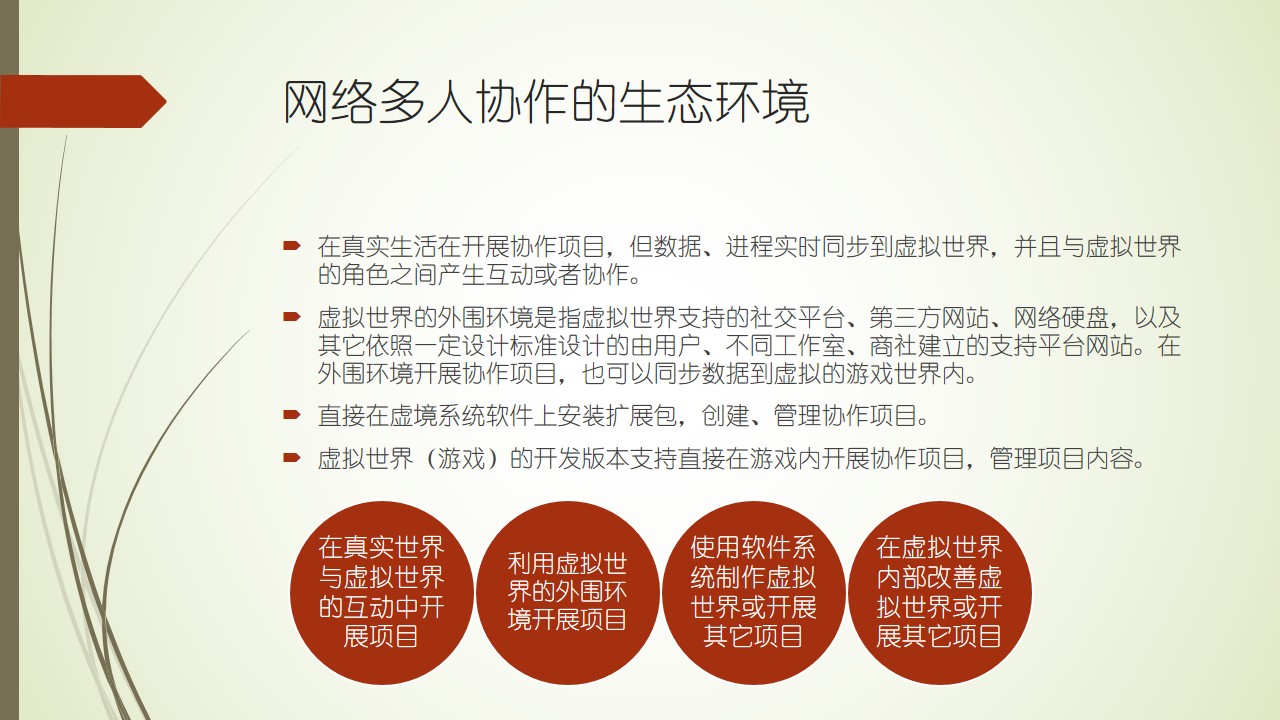 网络多人协作的生态环境
在真实生活在开展协作项目，但数据、进程实时同步到虚拟世界，并且与虚拟世界
的角色之间产生互动或者协作。
虚拟世界的外围环境是指虚拟世界支持的社交平台、第三方网站、网络硬盘，以及
其它依照一定设计标准设计的由用户、不同工作室、商社建立的支持平台网站。在
外围环境开展协作项目，也可以同步数据到虚拟的游戏世界内。
直接在虚境系统软件上安装扩展包，创建、管理协作项目。
虚拟世界（游戏）的开发版本支持直接在游戏内开展协作项目，管理项目内容。
在真实世界
与虚拟世界
的互动中开
展项目
利用虚拟世
界的外围环
境开展项目
使用软件系
统制作虚拟
世界或开展
其它项目
在虚拟世界
内部改善虚
拟世界或开
展其它项目